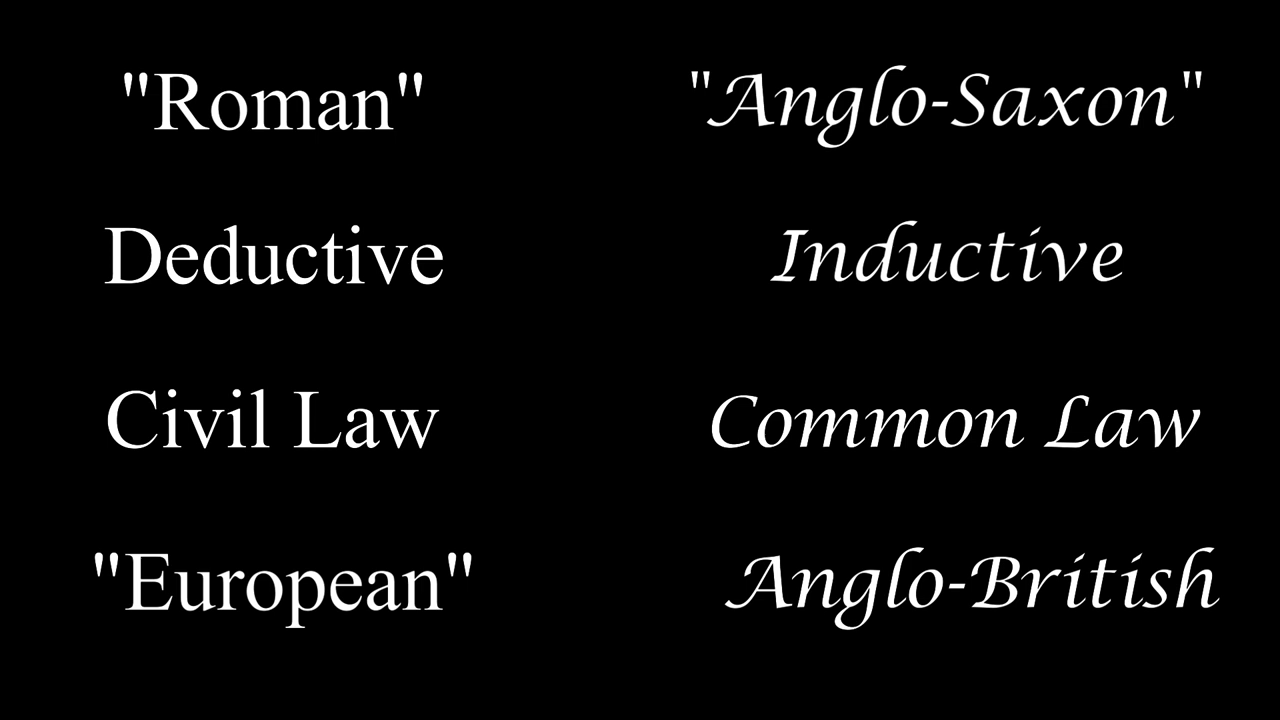 "Roman" "Anglo-Saxon"
Deductive Inductive
Civil Law Common Law
"European" Anglo-British